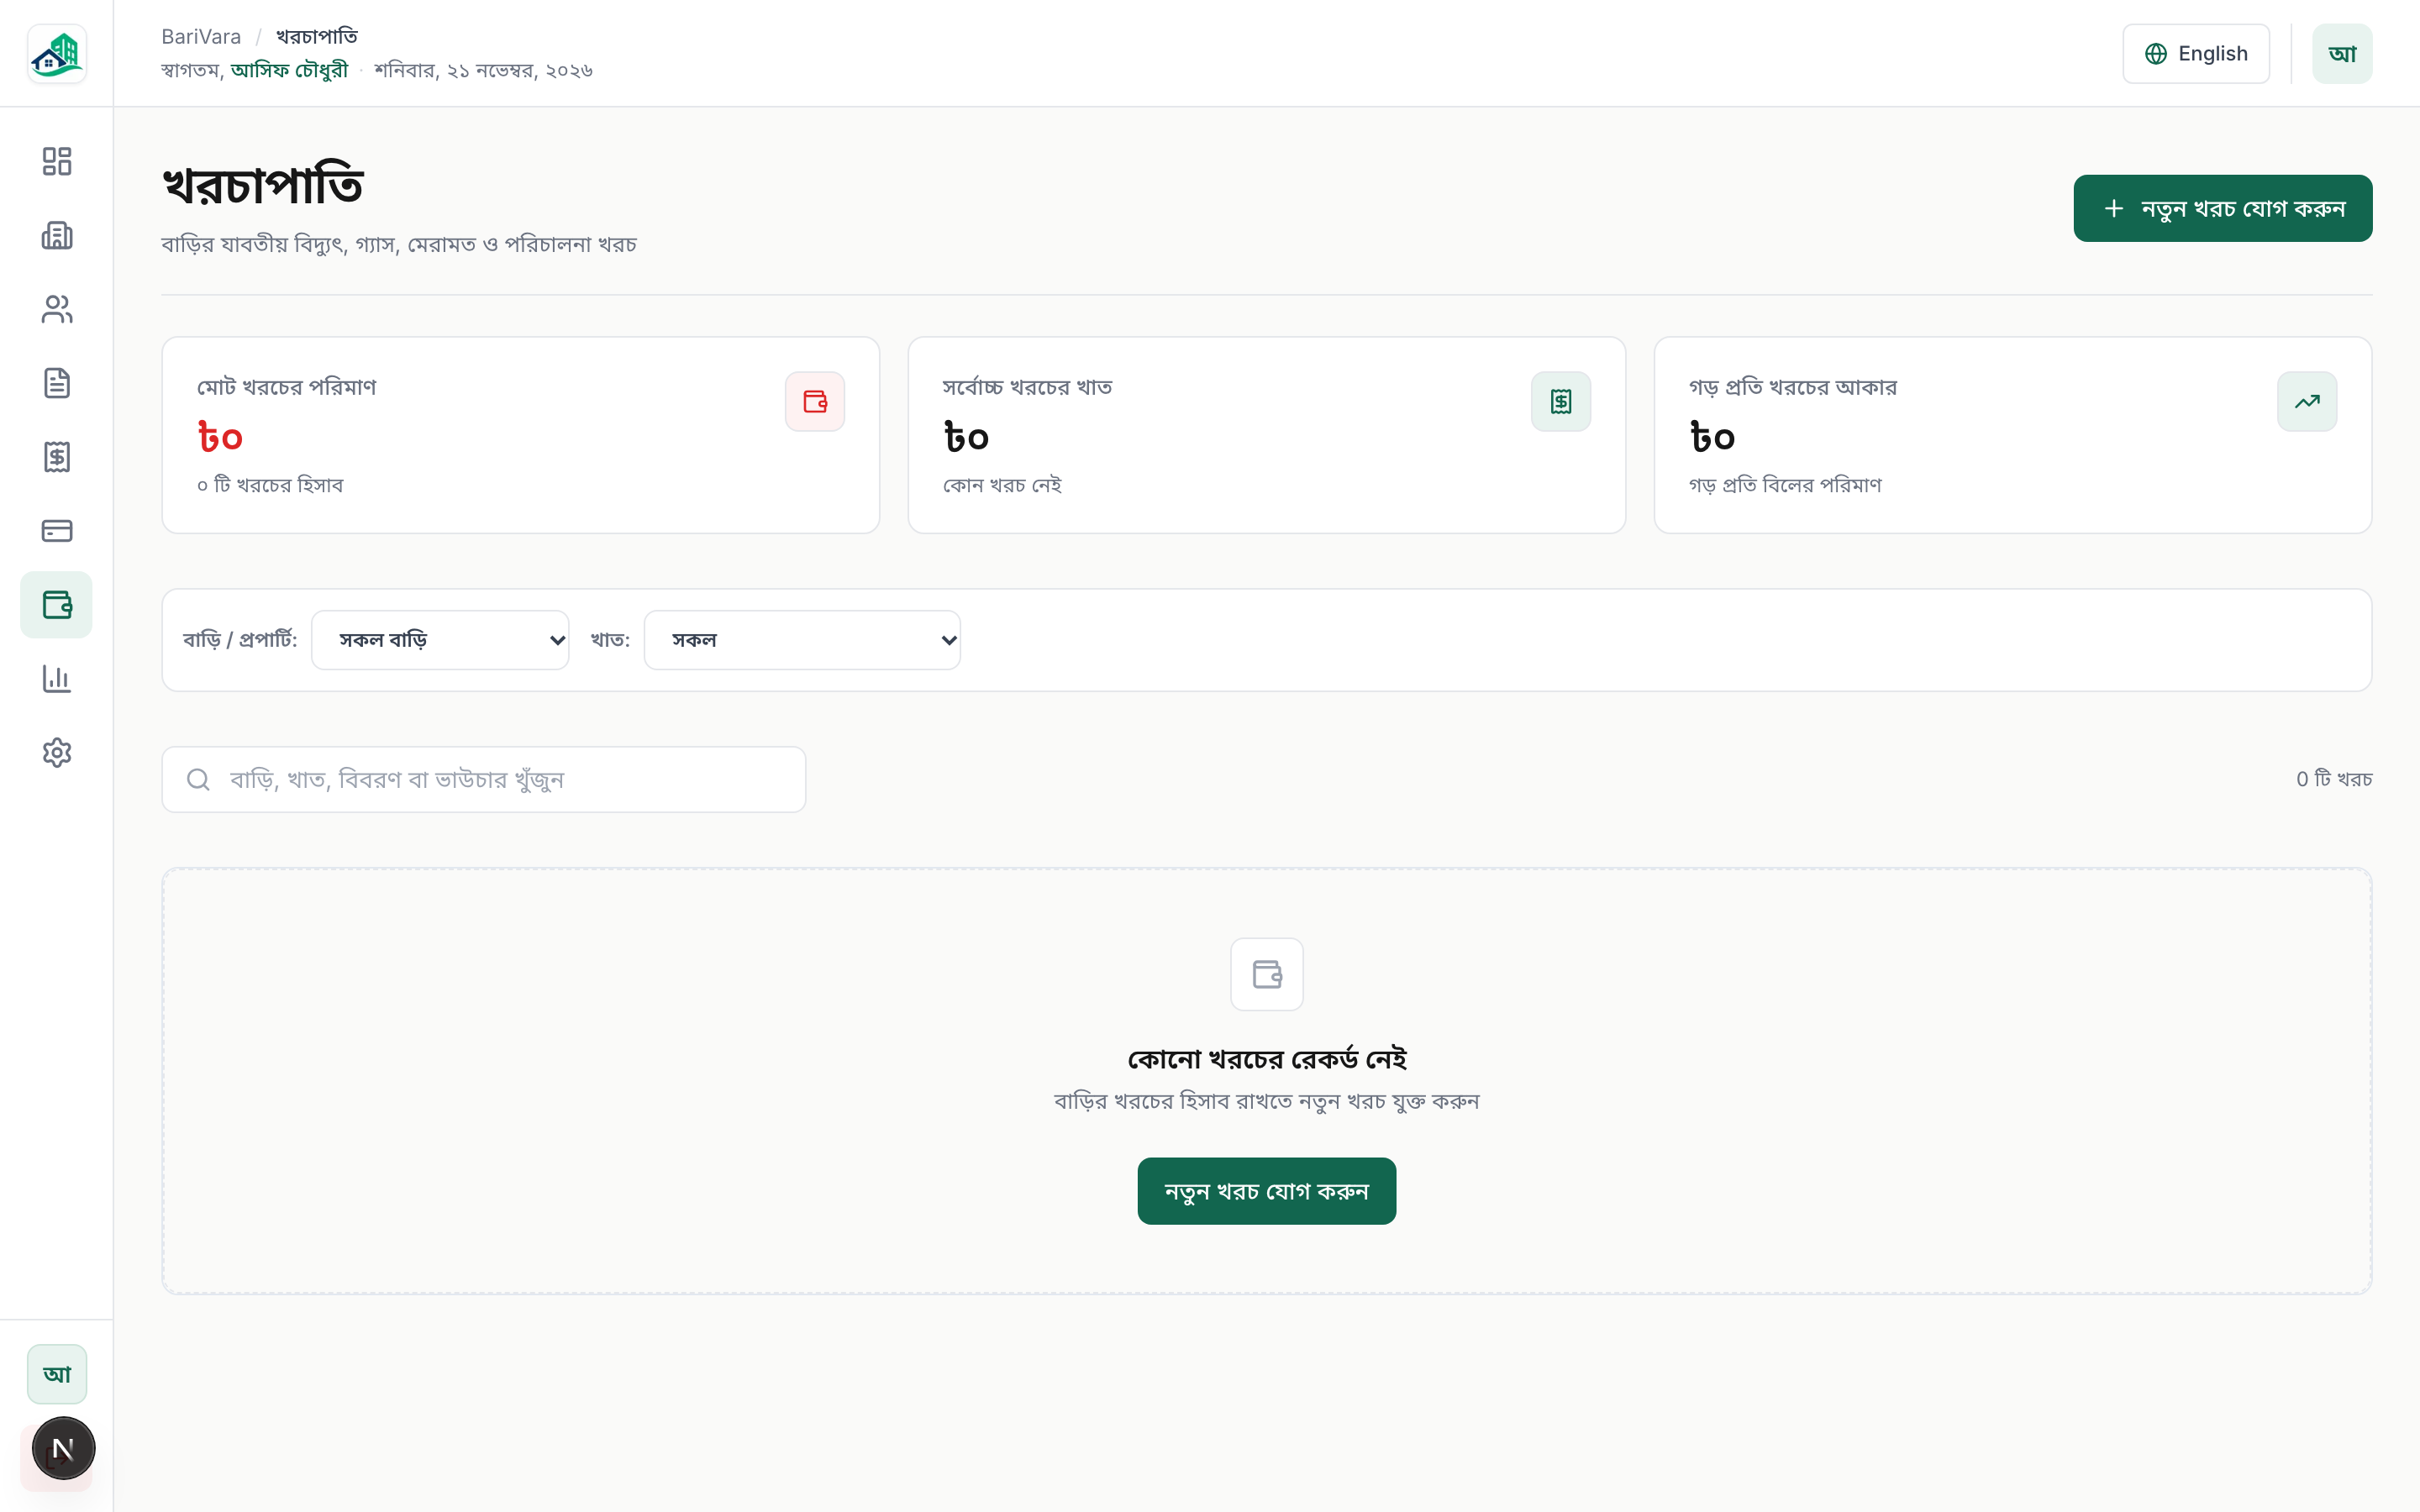 BariVara / খরচাপাতি
স্বাগতম, আসিফ চৌধুরী · শনিবার, ২১ নভেম্বর, ২০২৬
English
আ
খরচাপাতি
বাড়ির যাবতীয় বিদ্যুৎ, গ্যাস, মেরামত ও পরিচালনা খরচ
+ নতুন খরচ যোগ করুন
মোট খরচের পরিমাণ
৳০
০ টি খরচের হিসাব
সর্বোচ্চ খরচের খাত
৳০
কোন খরচ নেই
গড় প্রতি খরচের আকার
৳০
গড় প্রতি বিলের পরিমাণ
বাড়ি / প্রপার্টি: সকল বাড়ি খাত: সকল
বাড়ি, খাত, বিবরণ বা ভাউচার খুঁজুন
0 টি খরচ
কোনো খরচের রেকর্ড নেই
বাড়ির খরচের হিসাব রাখতে নতুন খরচ যুক্ত করুন
নতুন খরচ যোগ করুন
আ
N